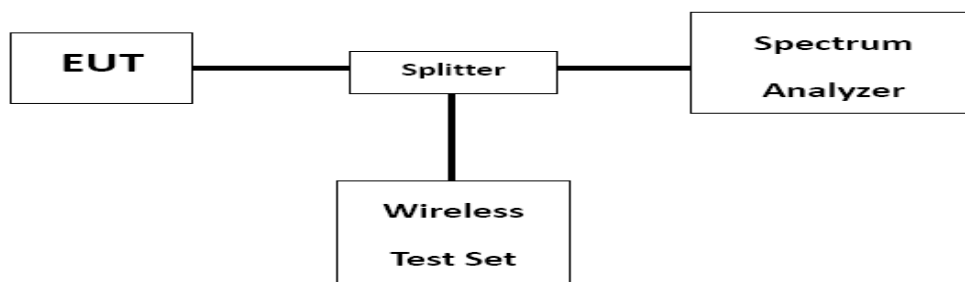 EUT
Splitter
Spectrum
Analyzer
Wireless
Test Set